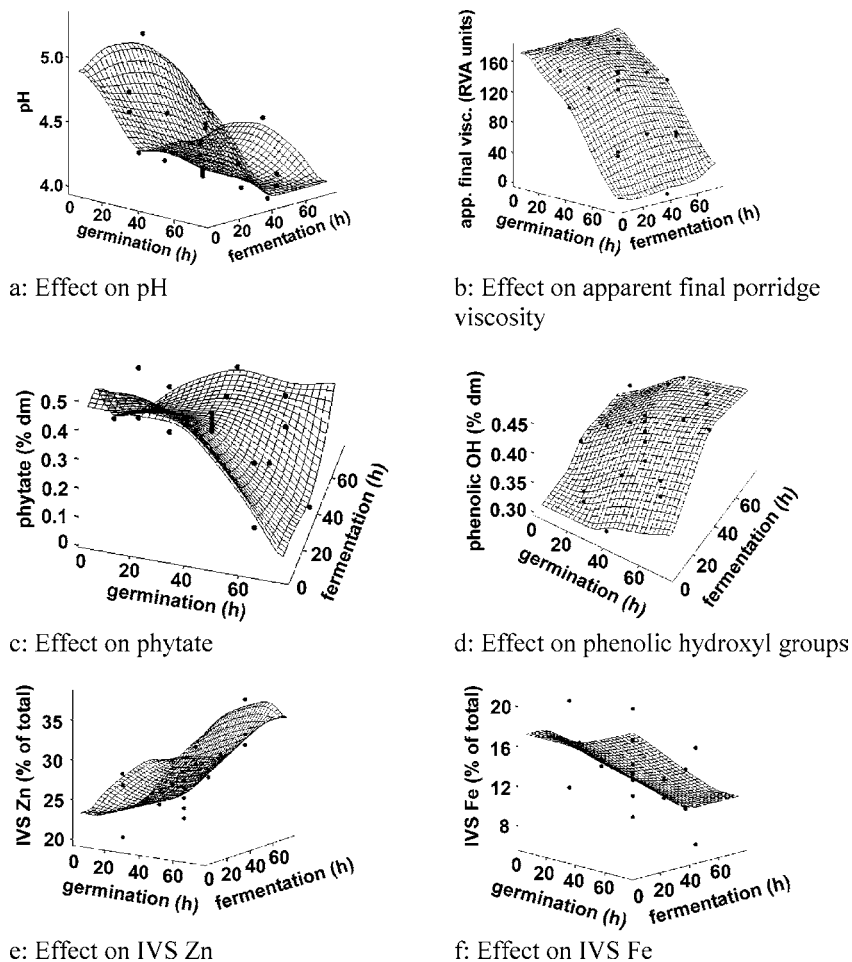 5.0
4.5
4.0
pH
0
20
40
60
germination (h)
0 20 40 60
fermentation (h)
a: Effect on pH
160
120
80
40
0
app. final visc. (RVA units)
0
20
40
60
germination (h)
0 20 40 60
fermentation (h)
b: Effect on apparent final porridge
viscosity
0.5
0.4
0.3
0.2
0.1
0
phytate (% dm)
0
20
40
60
germination (h)
0
20
40
60
fermentation (h)
c: Effect on phytate
0.45
0.40
0.35
0.30
phenolic OH (% dm)
0
20
40
60
germination (h)
0
20
40
60
fermentation (h)
d: Effect on phenolic hydroxyl groups
35
30
25
20
IVS Zn (% of total)
0
20
40
60
germination (h)
0 20 40 60
fermentation (h)
e: Effect on IVS Zn
20
16
12
8
IVS Fe (% of total)
0
20
40
60
germination (h)
0 20 40 60
fermentation (h)
f: Effect on IVS Fe